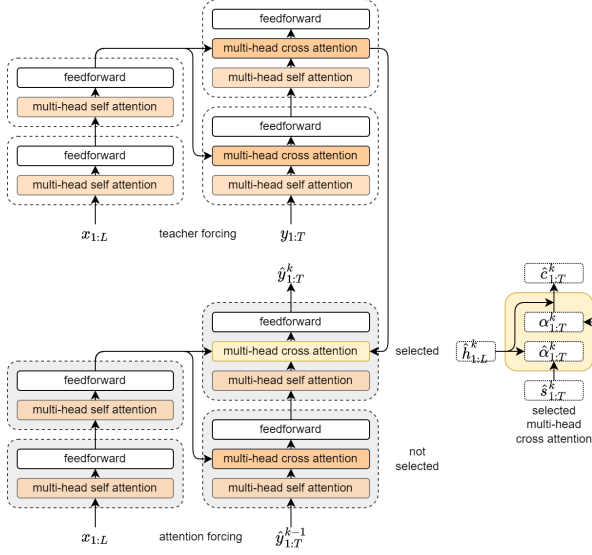 feedforward
multi-head cross attention
feedforward
multi-head self attention
multi-head self attention
feedforward
feedforward
multi-head cross attention
multi-head self attention
multi-head self attention
x_{1:L}
teacher forcing
y_{1:T}
ŷ^k_{1:T}
ĉ^k_{1:T}
feedforward
α^k_{1:T}
multi-head cross attention
selected
ĥ^k_{1:L}
α̂^k_{1:T}
feedforward
multi-head self attention
multi-head self attention
ŝ^k_{1:T}
selected
multi-head
cross attention
feedforward
not
selected
feedforward
multi-head cross attention
multi-head self attention
multi-head self attention
x_{1:L}
attention forcing
ŷ^{k-1}_{1:T}